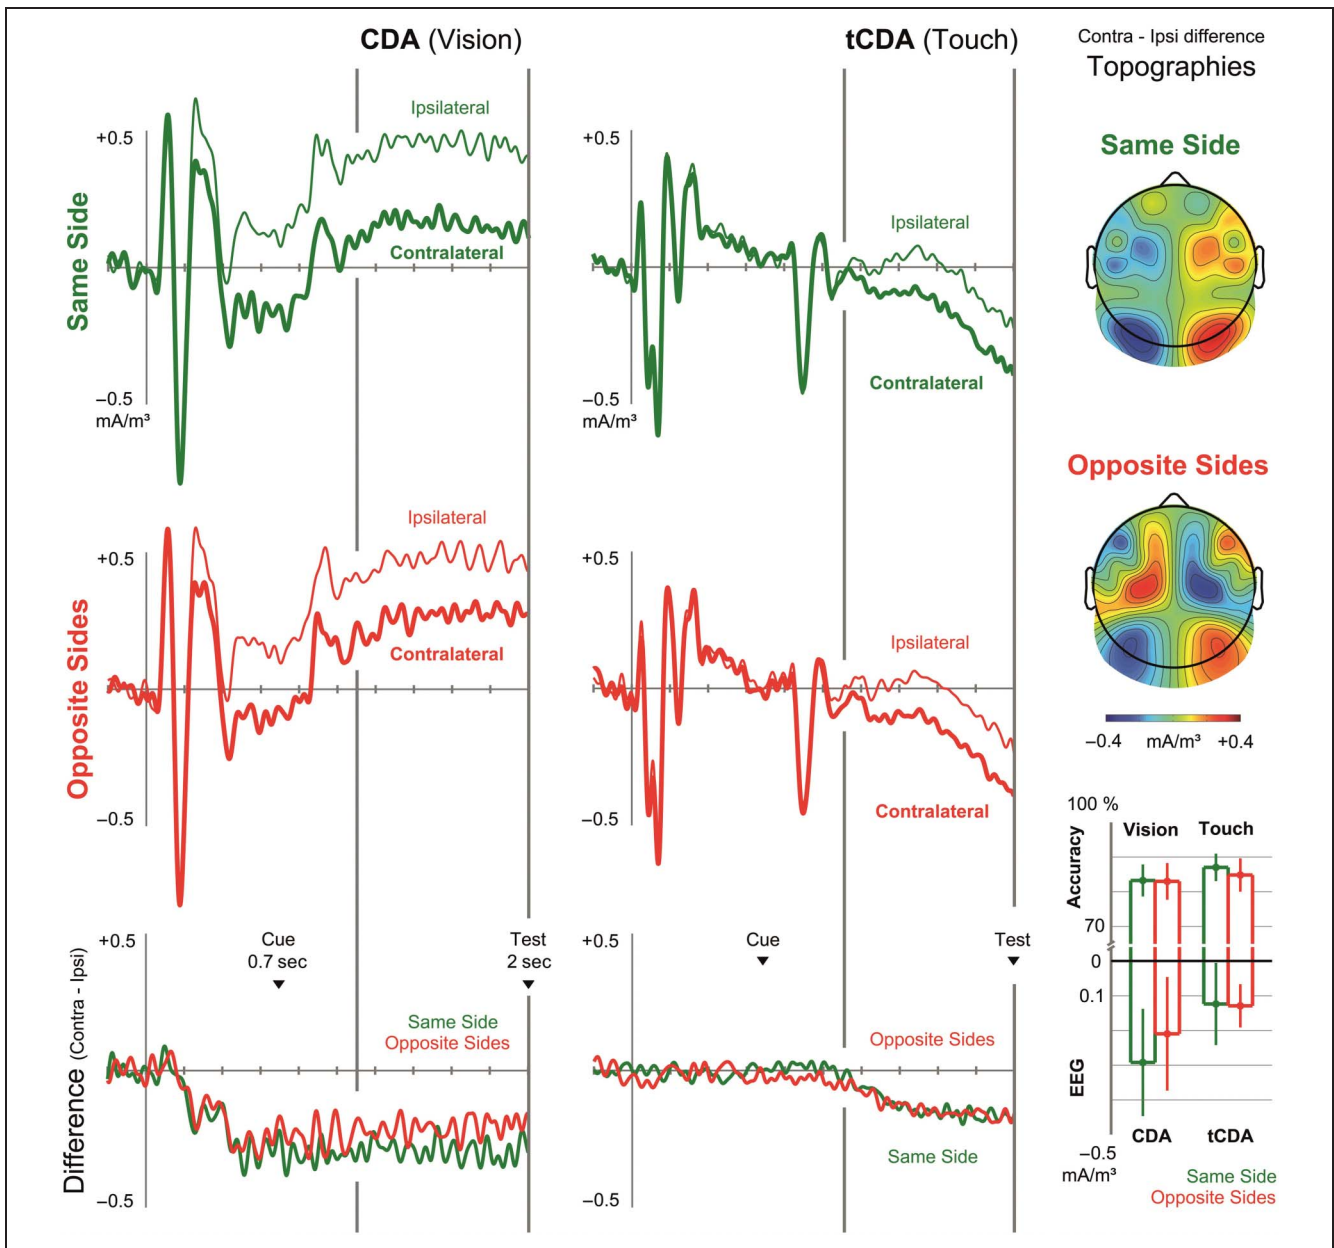 CDA (Vision)
tCDA (Touch)
Contra - Ipsi difference
Topographies
Same Side
+0.5
Ipsilateral
Contralateral
–0.5
mA/m³
+0.5
Ipsilateral
Contralateral
–0.5
mA/m³
Same Side
Opposite Sides
+0.5
Ipsilateral
Contralateral
–0.5
+0.5
Ipsilateral
Contralateral
–0.5
Opposite Sides
–0.4 mA/m³ +0.4
Difference (Contra - Ipsi)
+0.5
Cue
0.7 sec
Test
2 sec
Same Side
Opposite Sides
–0.5
+0.5
Cue
Test
Opposite Sides
Same Side
–0.5
100 %
Accuracy
Vision Touch
70
0
0.1
EEG
CDA tCDA
–0.5
mA/m³
Same Side
Opposite Sides